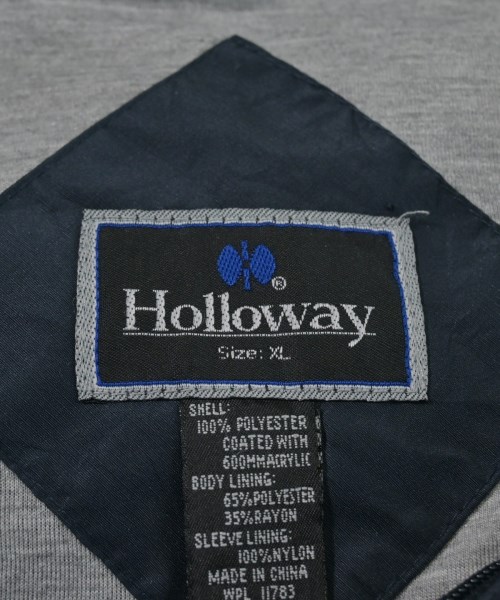 ®
Holloway
Size: XL
SHELL:
100% POLYESTER
COATED WITH
600MMACRYLIC
BODY LINING:
65%POLYESTER
35%RAYON
SLEEVE LINING:
100%NYLON
MADE IN CHINA
WPL 11783